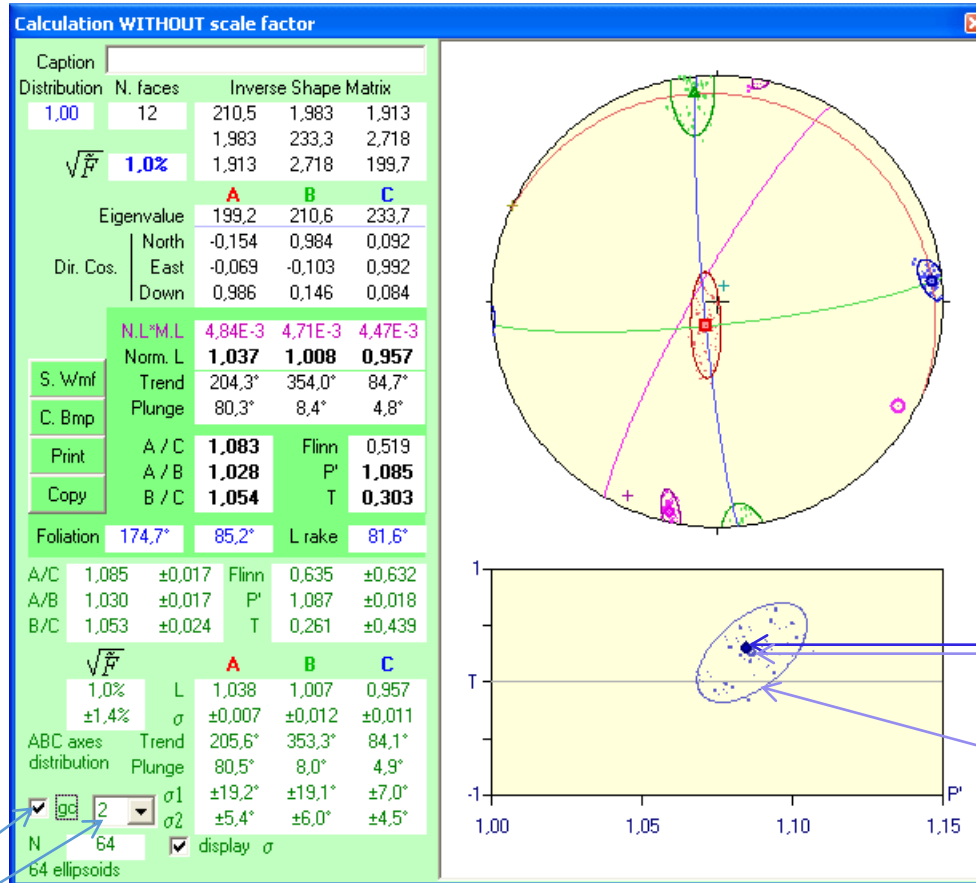 Calculation WITHOUT scale factor
Caption
Distribution N. faces Inverse Shape Matrix
1,00 12 210,5 1,983 1,913
1,983 233,3 2,718
√F̃ 1,0% 1,913 2,718 199,7
A B C
Eigenvalue 199,2 210,6 233,7
North -0,154 0,984 0,092
Dir. Cos. East -0,069 -0,103 0,992
Down 0,986 0,146 0,084
N.L*M.L 4,84E-3 4,71E-3 4,47E-3
Norm. L 1,037 1,008 0,957
S. Wmf Trend 204,3° 354,0° 84,7°
C. Bmp Plunge 80,3° 8,4° 4,8°
Print A / C 1,083 Flinn 0,519
A / B 1,028 P' 1,085
Copy B / C 1,054 T 0,303
Foliation 174,7° 85,2° L rake 81,6°
A/C 1,085 ±0,017 Flinn 0,635 ±0,632
A/B 1,030 ±0,017 P' 1,087 ±0,018
B/C 1,053 ±0,024 T 0,261 ±0,439
√F̃ A B C
1,0% L 1,038 1,007 0,957
±1,4% σ ±0,007 ±0,012 ±0,011
ABC axes Trend 205,6° 353,3° 84,1°
distribution Plunge 80,5° 8,0° 4,9°
gc 2 σ1 ±19,2° ±19,1° ±7,0°
σ2 ±5,4° ±6,0° ±4,5°
N 64 display σ
64 ellipsoids
1
T
-1 P'
1,00 1,05 1,10 1,15